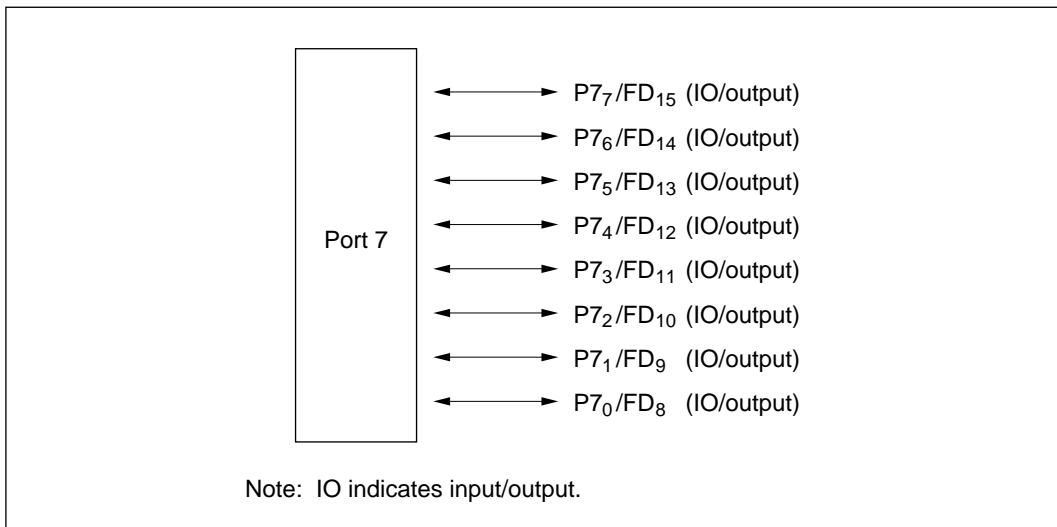 P7₇/FD₁₅ (IO/output)
P7₆/FD₁₄ (IO/output)
P7₅/FD₁₃ (IO/output)
P7₄/FD₁₂ (IO/output)
Port 7
P7₃/FD₁₁ (IO/output)
P7₂/FD₁₀ (IO/output)
P7₁/FD₉ (IO/output)
P7₀/FD₈ (IO/output)
Note: IO indicates input/output.